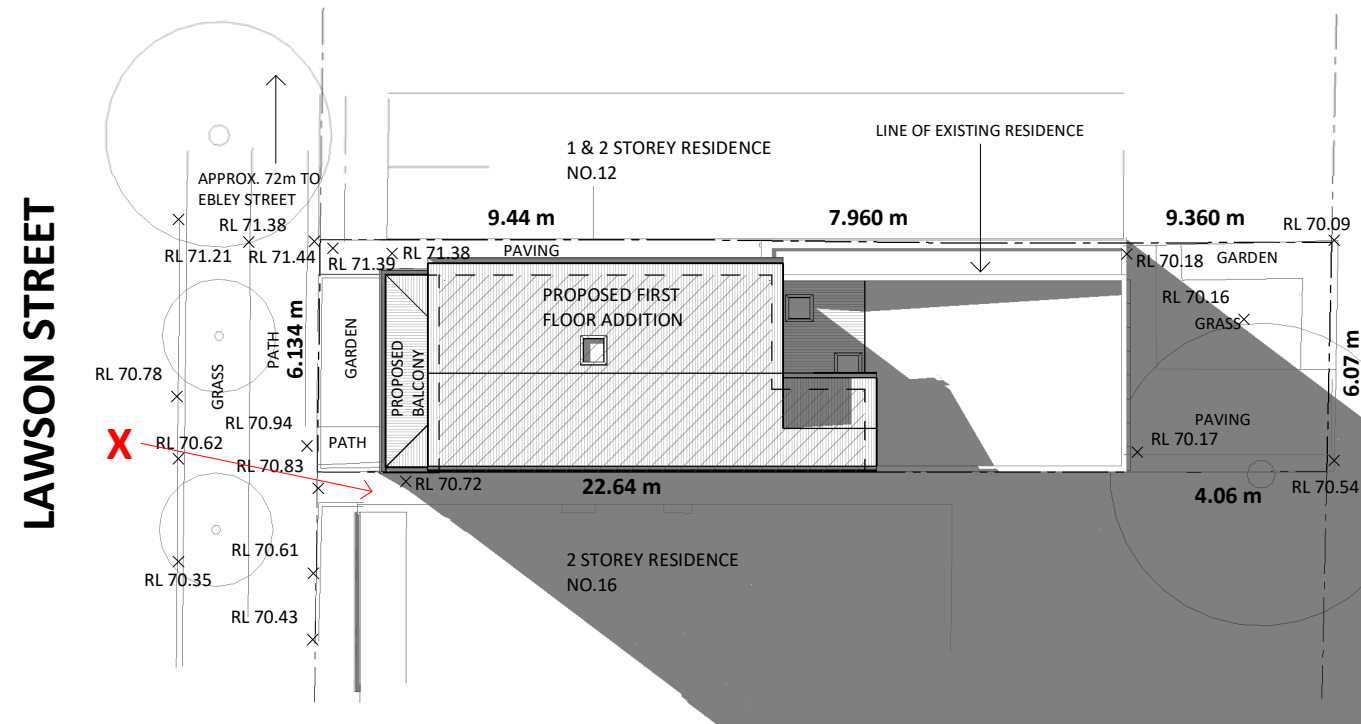 LAWSON STREET
APPROX. 72m TO
EBLEY STREET
1 & 2 STOREY RESIDENCE
NO.12
LINE OF EXISTING RESIDENCE
9.44 m
7.960 m
9.360 m
RL 70.09
RL 71.38
RL 71.21
RL 71.44
RL 71.39
RL 71.38
PAVING
RL 70.18
GARDEN
PROPOSED FIRST
FLOOR ADDITION
RL 70.16
GRASS
6.134 m
GARDEN
PROPOSED
BALCONY
PATH
GRASS
6.07 m
RL 70.78
RL 70.94
PAVING
X
RL 70.62
PATH
RL 70.17
RL 70.83
RL 70.72
22.64 m
4.06 m
RL 70.54
RL 70.61
2 STOREY RESIDENCE
NO.16
RL 70.35
RL 70.43